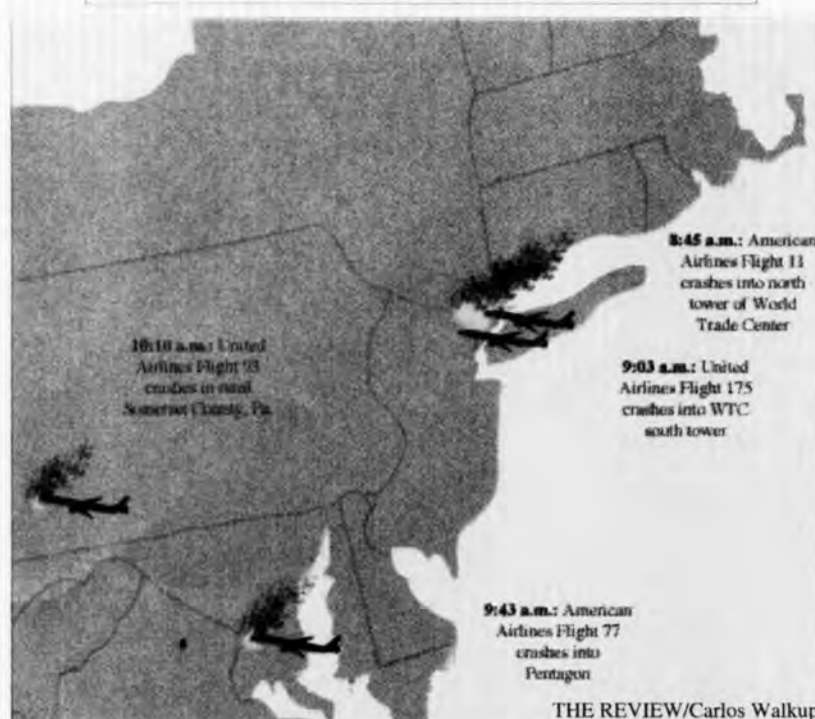 8:45 a.m.: American
Airlines Flight 11
crashes into north
tower of World
Trade Center
9:03 a.m.: United
Airlines Flight 175
crashes into WTC
south tower
10:10 a.m.: United
Airlines Flight 93
crashes in rural
Somerset County, Pa.
9:43 a.m.: American
Airlines Flight 77
crashes into
Pentagon
THE REVIEW/Carlos Walkup